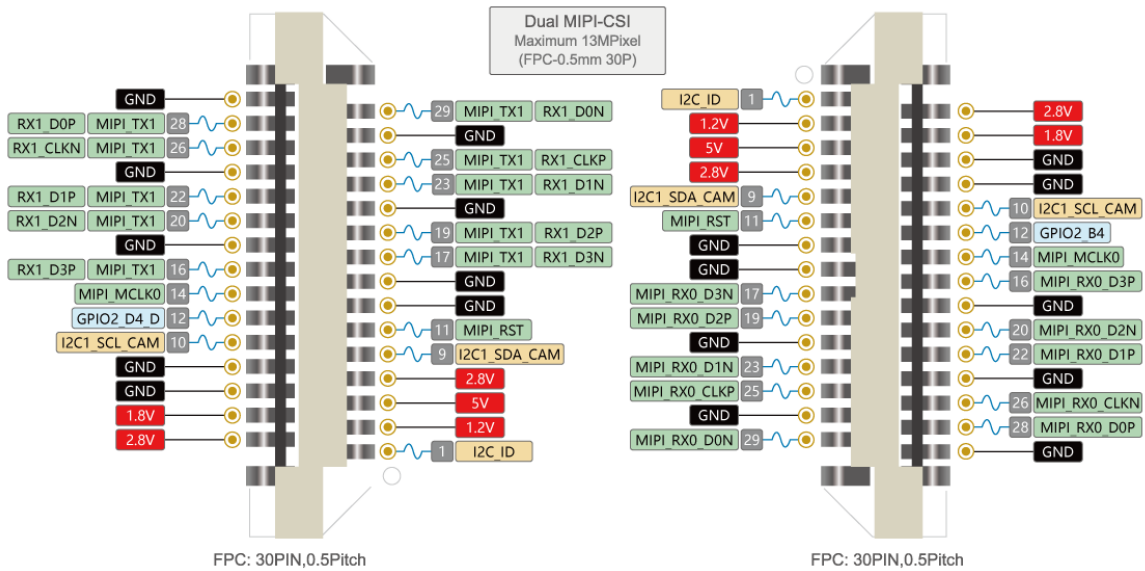 Dual MIPI-CSI
Maximum 13MPixel
(FPC-0.5mm 30P)
GND
RX1_D0P MIPI_TX1 28
RX1_CLKN MIPI_TX1 26
GND
RX1_D1P MIPI_TX1 22
RX1_D2N MIPI_TX1 20
GND
RX1_D3P MIPI_TX1 16
MIPI_MCLK0 14
GPIO2_D4_D 12
I2C1_SCL_CAM 10
GND
GND
1.8V
2.8V
29 MIPI_TX1 RX1_D0N
GND
25 MIPI_TX1 RX1_CLKP
23 MIPI_TX1 RX1_D1N
GND
19 MIPI_TX1 RX1_D2P
17 MIPI_TX1 RX1_D3N
GND
GND
11 MIPI_RST
9 I2C1_SDA_CAM
2.8V
5V
1.2V
1 I2C_ID
FPC: 30PIN,0.5Pitch
I2C_ID 1
1.2V
5V
2.8V
I2C1_SDA_CAM 9
MIPI_RST 11
GND
GND
MIPI_RX0_D3N 17
MIPI_RX0_D2P 19
GND
MIPI_RX0_D1N 23
MIPI_RX0_CLKP 25
GND
MIPI_RX0_D0N 29
2.8V
1.8V
GND
GND
10 I2C1_SCL_CAM
12 GPIO2_B4
14 MIPI_MCLK0
16 MIPI_RX0_D3P
GND
20 MIPI_RX0_D2N
22 MIPI_RX0_D1P
GND
26 MIPI_RX0_CLKN
28 MIPI_RX0_D0P
GND
FPC: 30PIN,0.5Pitch